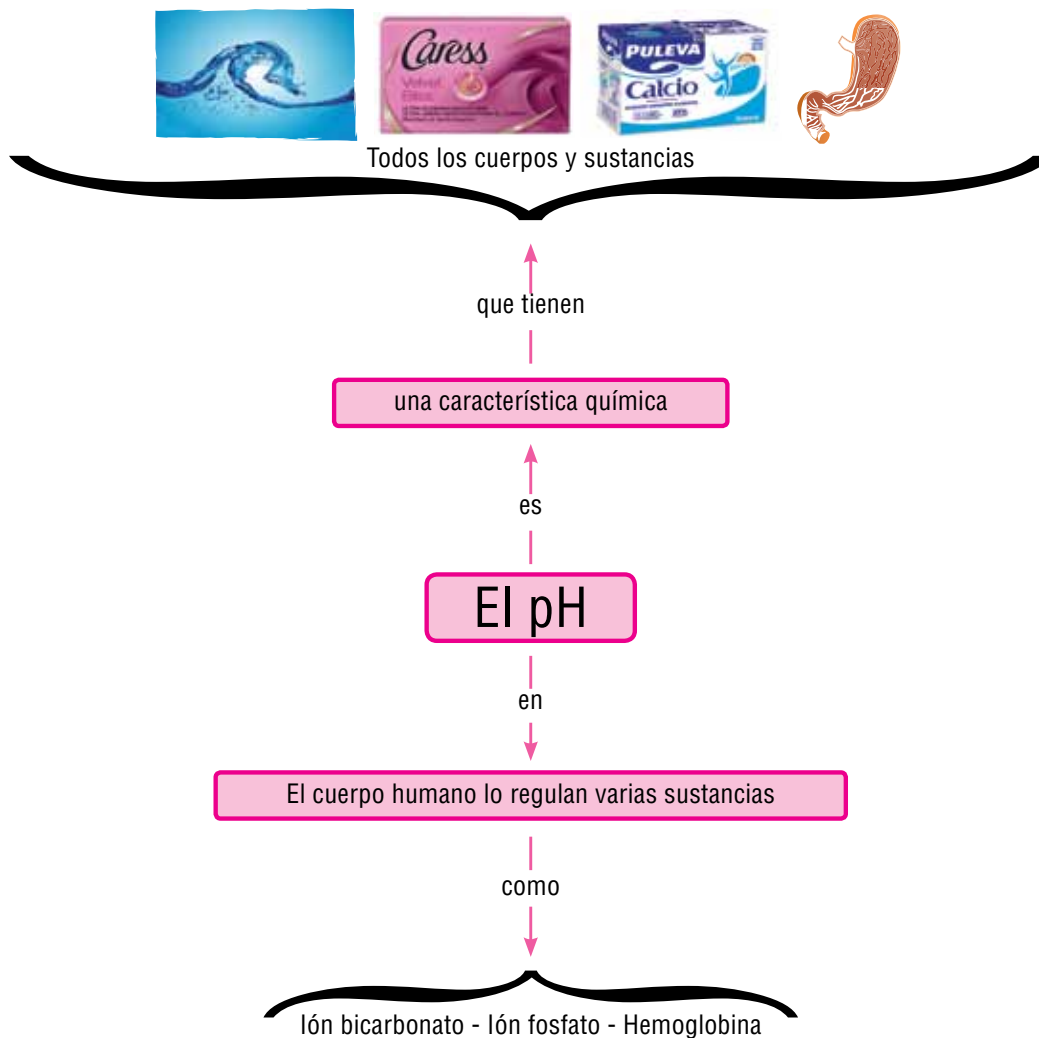 Caress
Velvet
PULEVA
Calcio
Todos los cuerpos y sustancias
que tienen
una característica química
es
El pH
en
El cuerpo humano lo regulan varias sustancias
como
Ión bicarbonato - Ión fosfato - Hemoglobina